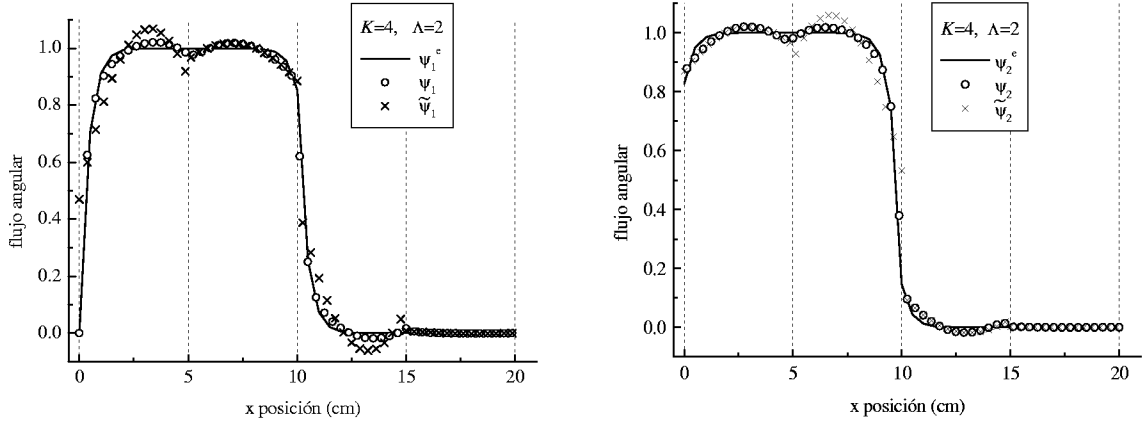 K=4, Λ=2
ψ₁ᵉ
ψ₁
ψ̃₁
1.0
0.8
0.6
0.4
0.2
0.0
flujo angular
0 5 10 15 20
x posición (cm)
K=4, Λ=2
ψ₂ᵉ
ψ₂
ψ̃₂
1.0
0.8
0.6
0.4
0.2
0.0
flujo angular
0 5 10 15 20
x posición (cm)